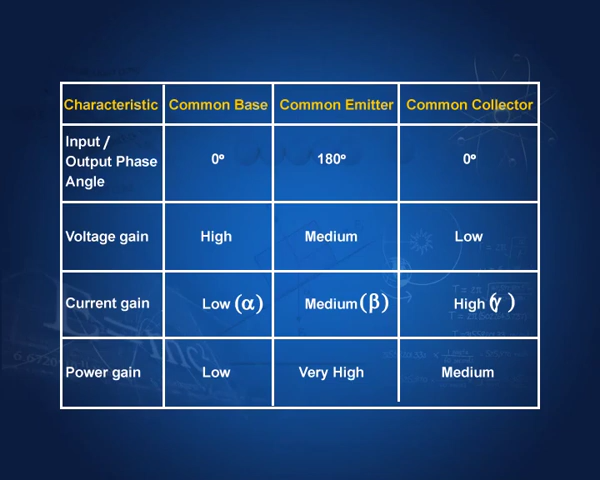 Characteristic Common Base Common Emitter Common Collector
Input /
Output Phase
Angle
0° 180° 0°
Voltage gain High Medium Low
Current gain Low (α) Medium (β) High (γ )
Power gain Low Very High Medium